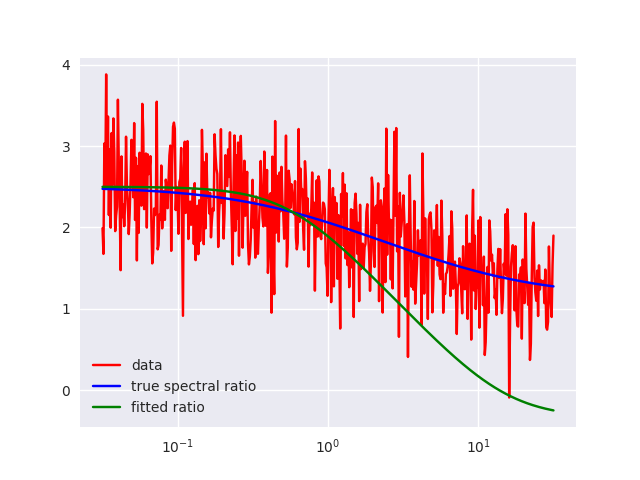 4
3
2
1
0
data
true spectral ratio
fitted ratio
10⁻¹
10⁰
10¹